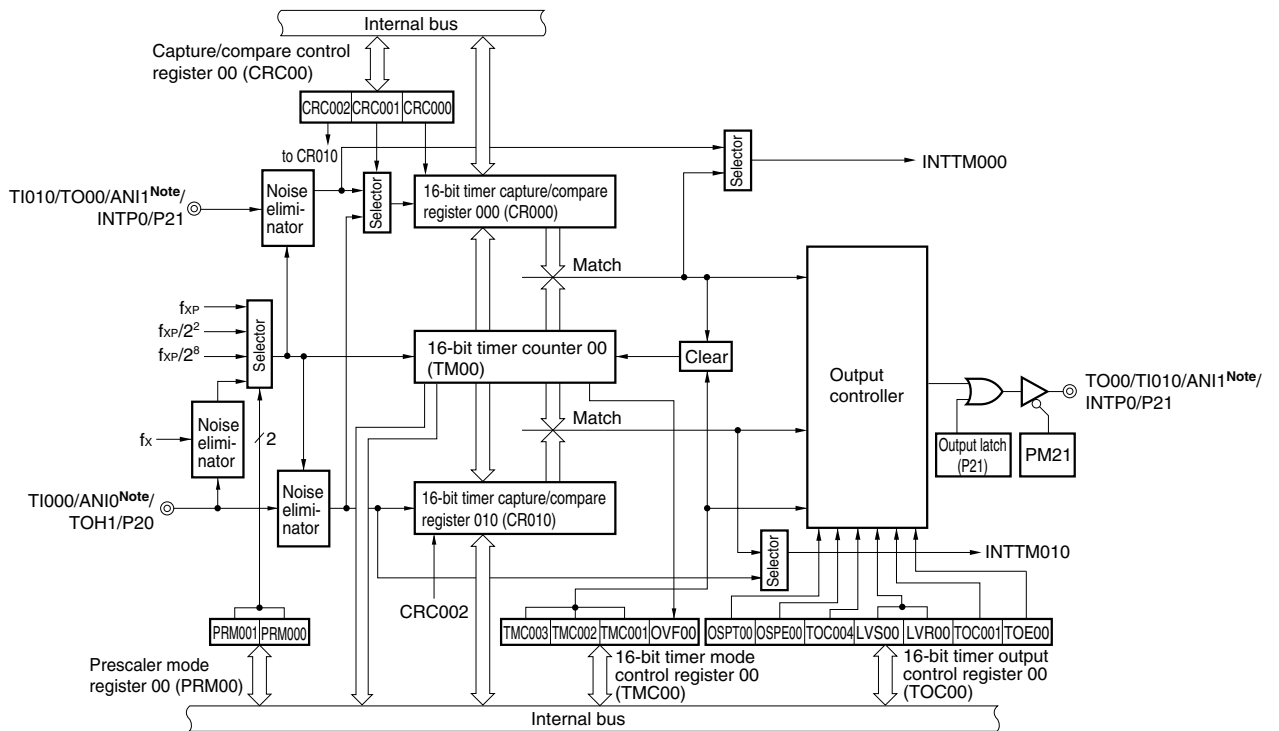 Internal bus
Capture/compare control
register 00 (CRC00)
CRC002 CRC001 CRC000
to CR010
TI010/TO00/ANI1Note/
INTP0/P21
Noise
elimi-
nator
Selector
16-bit timer capture/compare
register 000 (CR000)
Selector
INTTM000
Match
fXP
fXP/2²
fXP/2⁸
Selector
16-bit timer counter 00
(TM00)
Clear
Output
controller
TO00/TI010/ANI1Note/
INTP0/P21
Output latch
(P21)
PM21
fX
Noise
elimi-
nator
2
Match
TI000/ANI0Note/
TOH1/P20
Noise
elimi-
nator
16-bit timer capture/compare
register 010 (CR010)
Selector
INTTM010
CRC002
PRM001 PRM000
TMC003 TMC002 TMC001 OVF00
OSPT00 OSPE00 TOC004 LVS00 LVR00 TOC001 TOE00
Prescaler mode
register 00 (PRM00)
16-bit timer mode
control register 00
(TMC00)
16-bit timer output
control register 00
(TOC00)
Internal bus